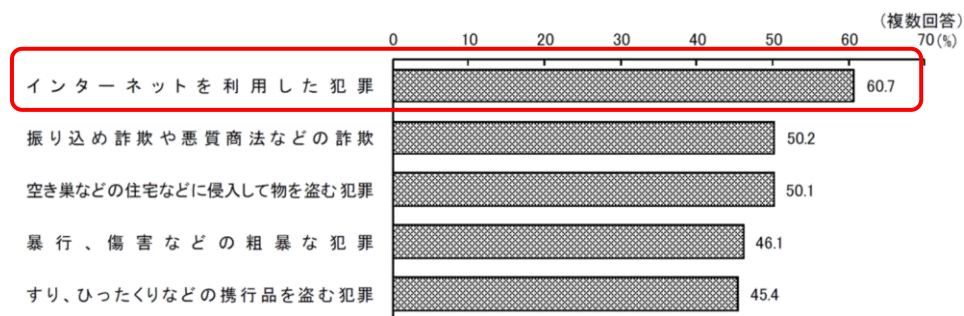 (複数回答)
0 10 20 30 40 50 60 70(%)
インターネットを利用した犯罪 60.7
振り込め詐欺や悪質商法などの詐欺 50.2
空き巣などの住宅などに侵入して物を盗む犯罪 50.1
暴行、傷害などの粗暴な犯罪 46.1
すり、ひったくりなどの携行品を盗む犯罪 45.4